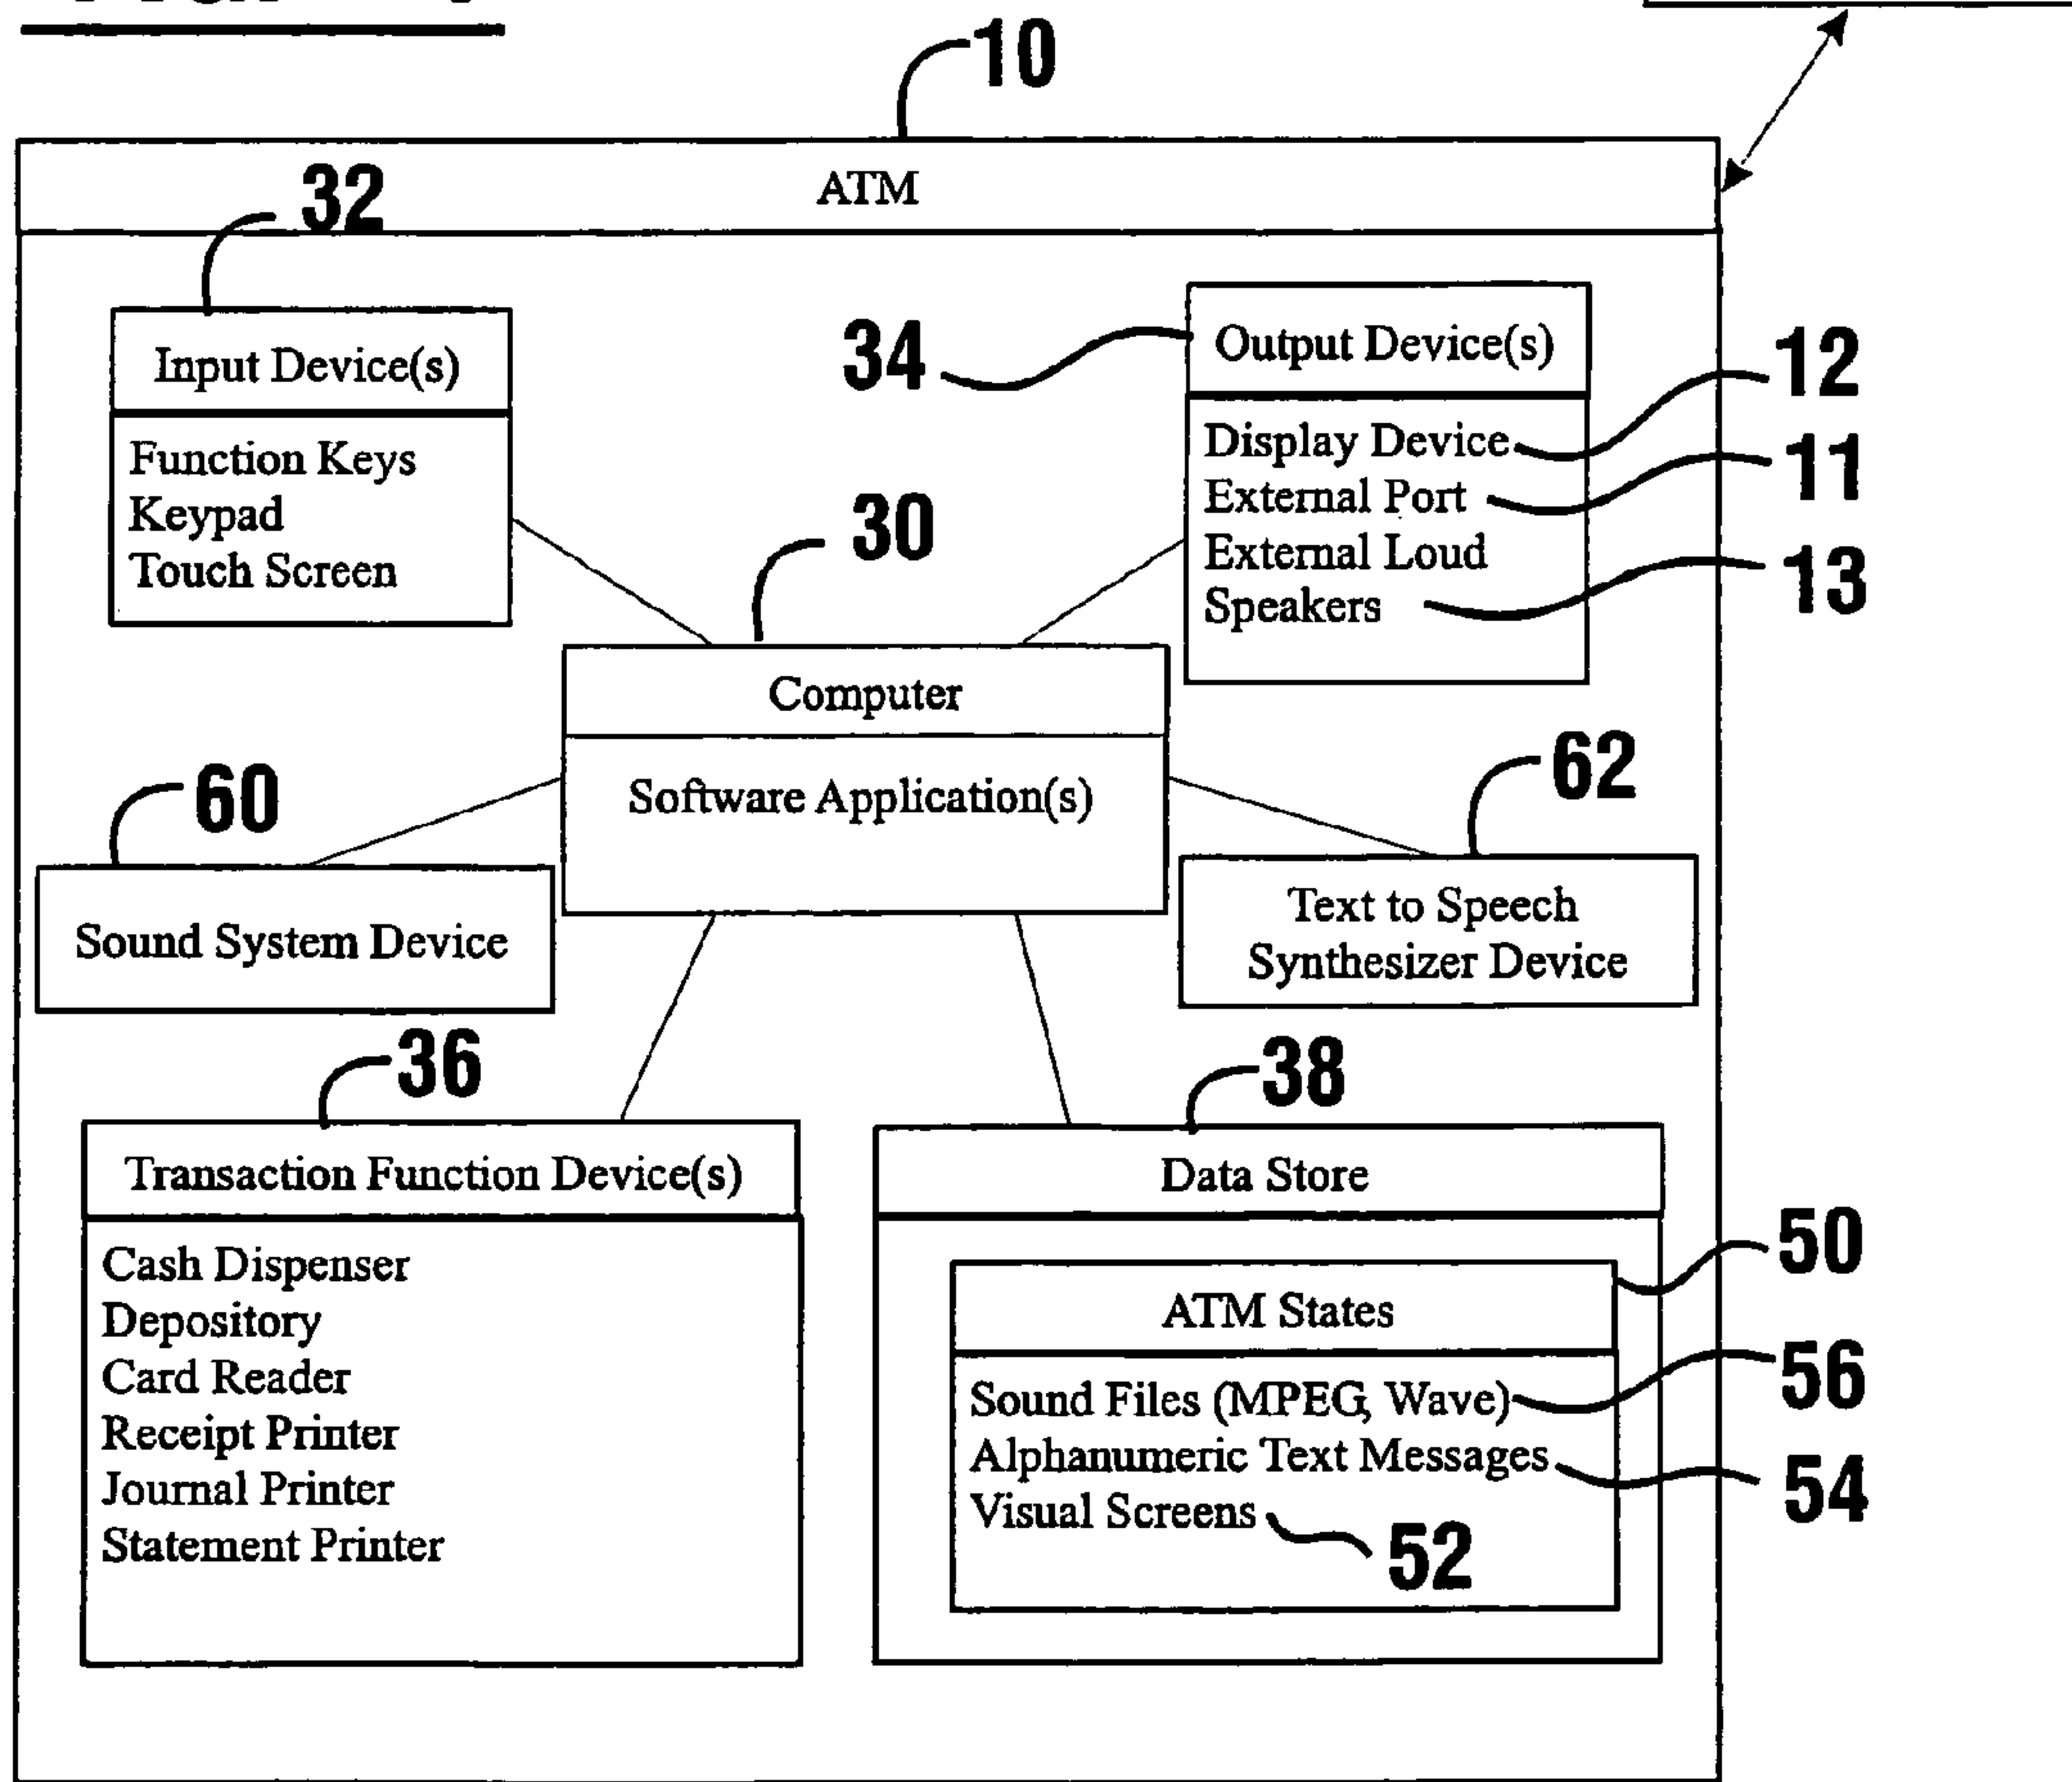 10
ATM
32
Input Device(s)
Function Keys
Keypad
Touch Screen
34
Output Device(s)
Display Device
External Port
External Loud
Speakers
12
11
13
30
Computer
Software Application(s)
60
Sound System Device
62
Text to Speech
Synthesizer Device
36
Transaction Function Device(s)
Cash Dispenser
Depository
Card Reader
Receipt Printer
Journal Printer
Statement Printer
38
Data Store
50
ATM States
Sound Files (MPEG, Wave)
Alphanumeric Text Messages
Visual Screens
56
54
52